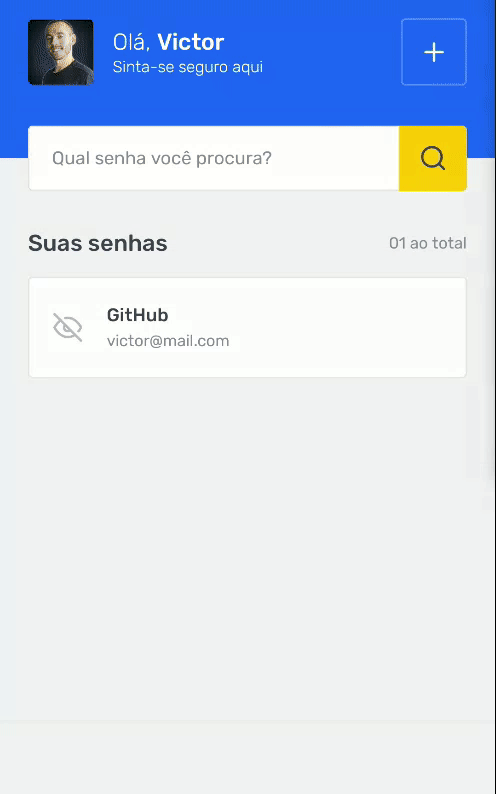 Olá, Victor
Sinta-se seguro aqui
Qual senha você procura?
Suas senhas
01 ao total
GitHub
victor@mail.com